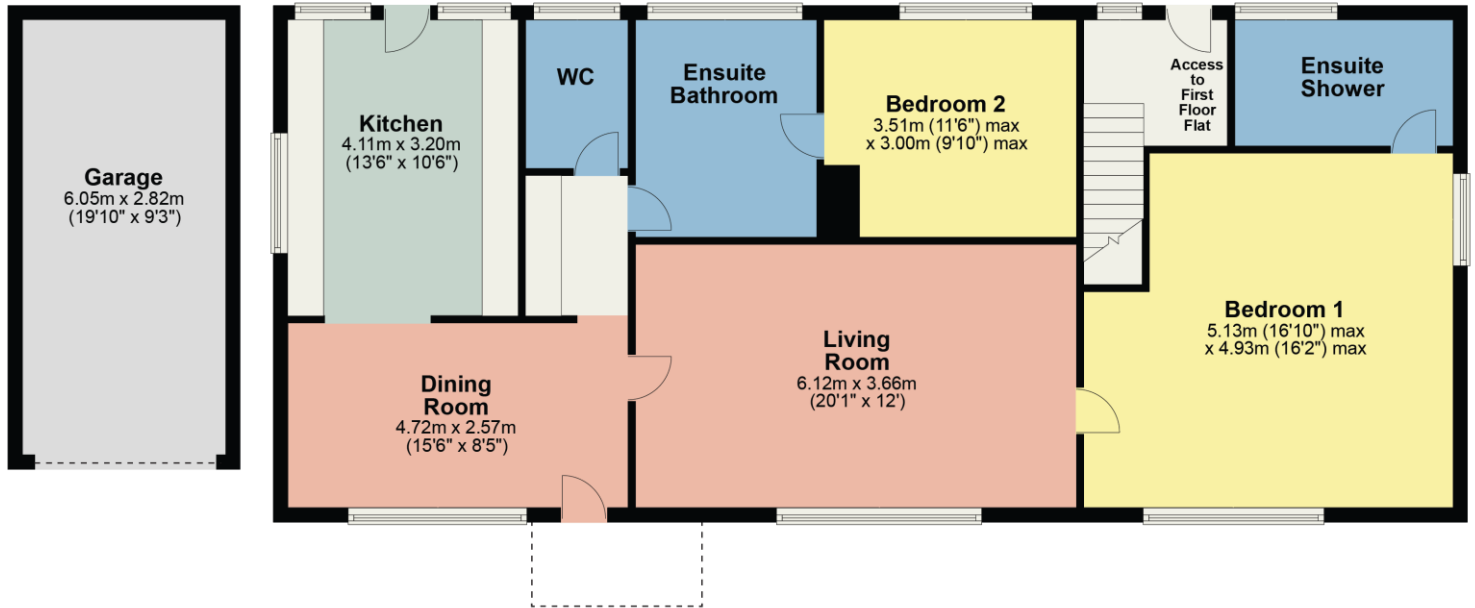 Garage
6.05m x 2.82m
(19'10" x 9'3")
Kitchen
4.11m x 3.20m
(13'6" x 10'6")
WC
Ensuite
Bathroom
Bedroom 2
3.51m (11'6") max
x 3.00m (9'10") max
Access
to
First
Floor
Flat
Ensuite
Shower
Dining
Room
4.72m x 2.57m
(15'6" x 8'5")
Living
Room
6.12m x 3.66m
(20'1" x 12')
Bedroom 1
5.13m (16'10") max
x 4.93m (16'2") max